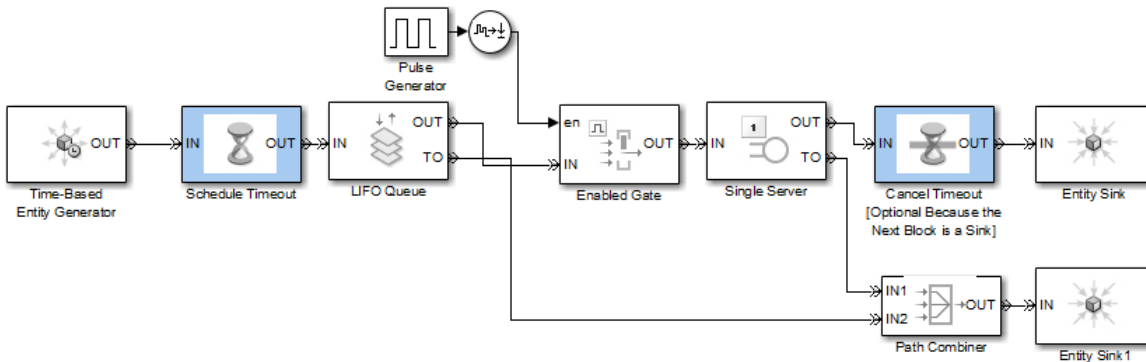 Pulse
Generator
en
OUT
IN
OUT
IN
OUT
TO
IN
OUT
1
IN
OUT
TO
IN
OUT
IN
Time-Based
Entity Generator
Schedule Timeout
LIFO Queue
Enabled Gate
Single Server
Cancel Timeout
[Optional Because the
Next Block is a Sink]
Entity Sink
IN1
IN2
OUT
IN
Path Combiner
Entity Sink1